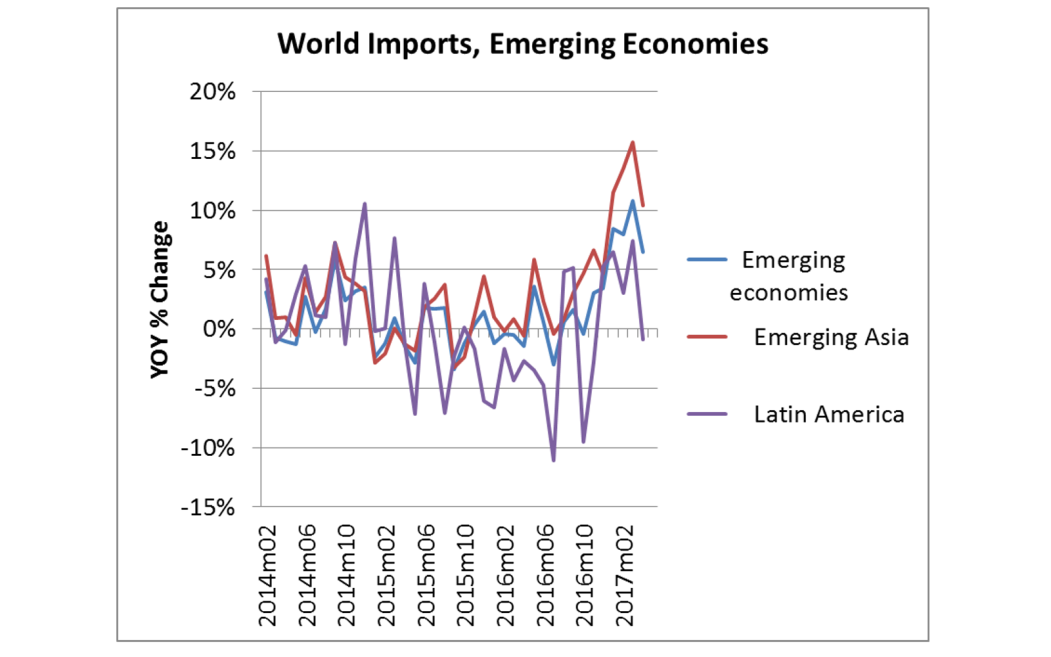 World Imports, Emerging Economies
YOY % Change
20%
15%
10%
5%
0%
-5%
-10%
-15%
2014m02
2014m06
2014m10
2015m02
2015m06
2015m10
2016m02
2016m06
2016m10
2017m02
Emerging
economies
Emerging Asia
Latin America